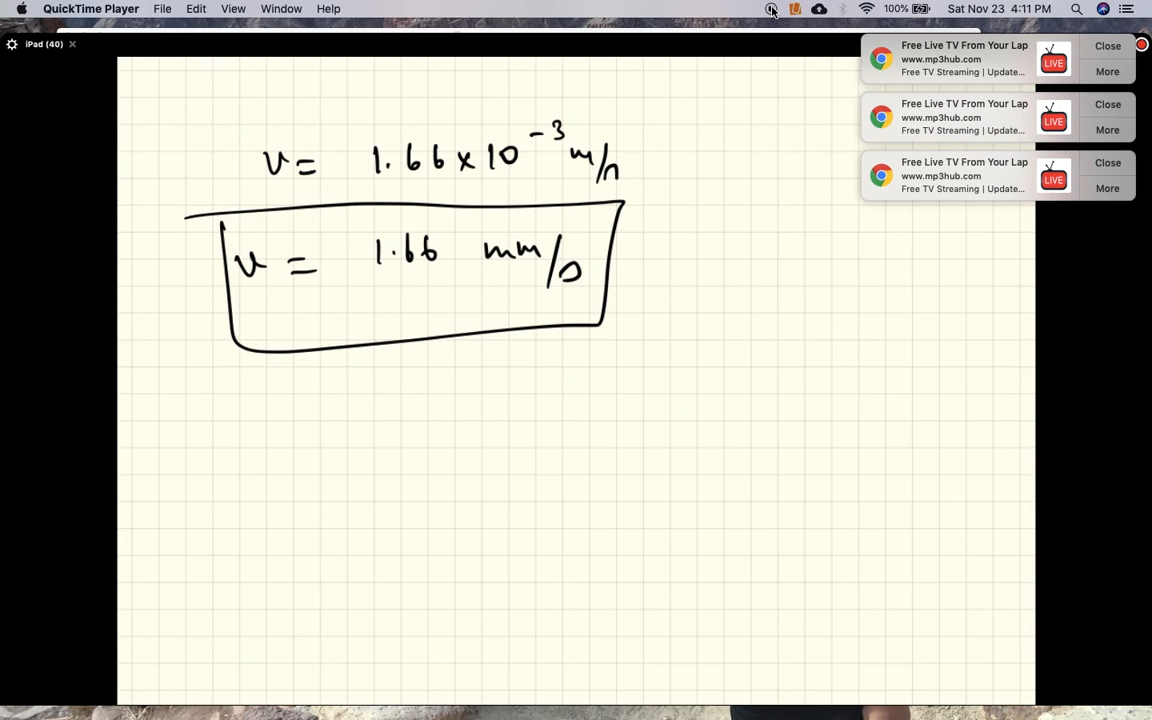 QuickTime Player File Edit View Window Help 100% Sat Nov 23 4:11 PM
iPad (40)
Free Live TV From Your Lap
www.mp3hub.com
Free TV Streaming | Update...
LIVE
Close
More
Free Live TV From Your Lap
www.mp3hub.com
Free TV Streaming | Update...
LIVE
Close
More
Free Live TV From Your Lap
www.mp3hub.com
Free TV Streaming | Update...
LIVE
Close
More
v = 1.66 x 10⁻³ m/s
v = 1.66 mm/s